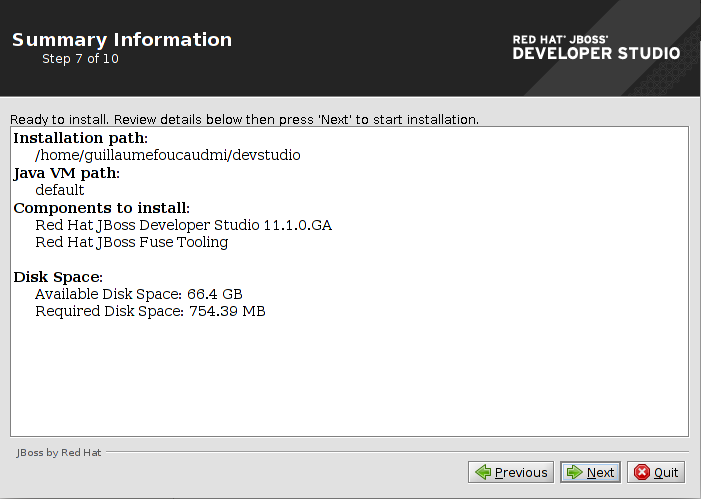 Summary Information
Step 7 of 10
RED HAT® JBOSS®
DEVELOPER STUDIO
Ready to install. Review details below then press 'Next' to start installation.
Installation path:
/home/guillaumefoucaudmi/devstudio
Java VM path:
default
Components to install:
Red Hat JBoss Developer Studio 11.1.0.GA
Red Hat JBoss Fuse Tooling
Disk Space:
Available Disk Space: 66.4 GB
Required Disk Space: 754.39 MB
JBoss by Red Hat
Previous
Next
Quit